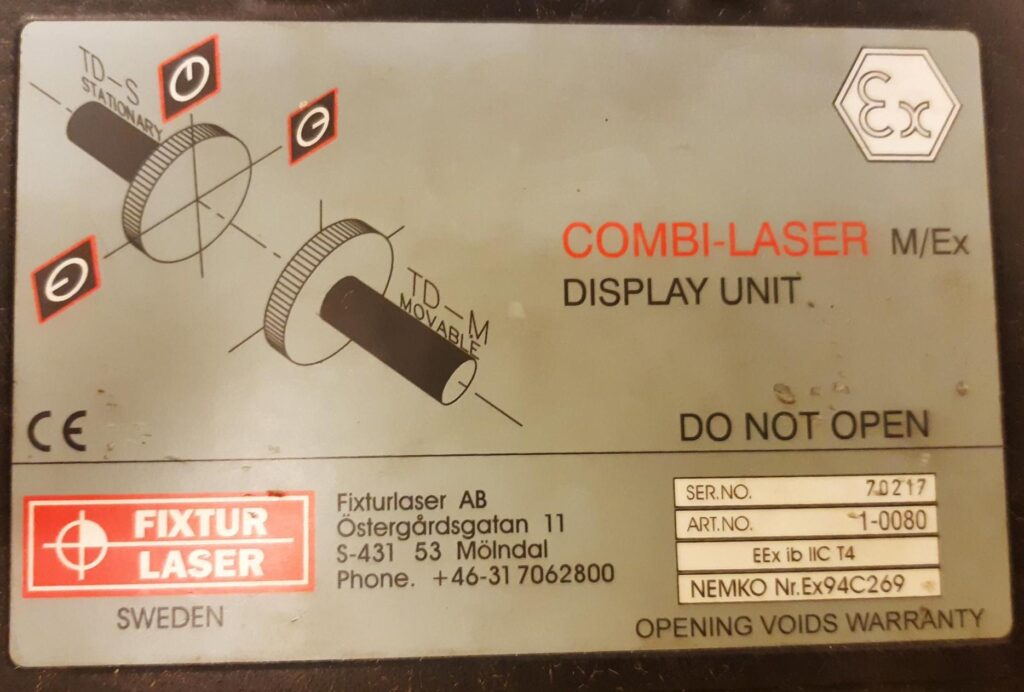 TD-S
STATIONARY
Ex
COMBI-LASER M/Ex
DISPLAY UNIT
TD-M
MOVABLE
CE
DO NOT OPEN
FIXTUR
LASER
SWEDEN
Fixturlaser AB
Östergårdsgatan 11
S-431 53 Mölndal
Phone. +46-31 7062800
SER.NO. 70217
ART.NO. 1-0080
EEx ib IIC T4
NEMKO Nr.Ex94C269
OPENING VOIDS WARRANTY